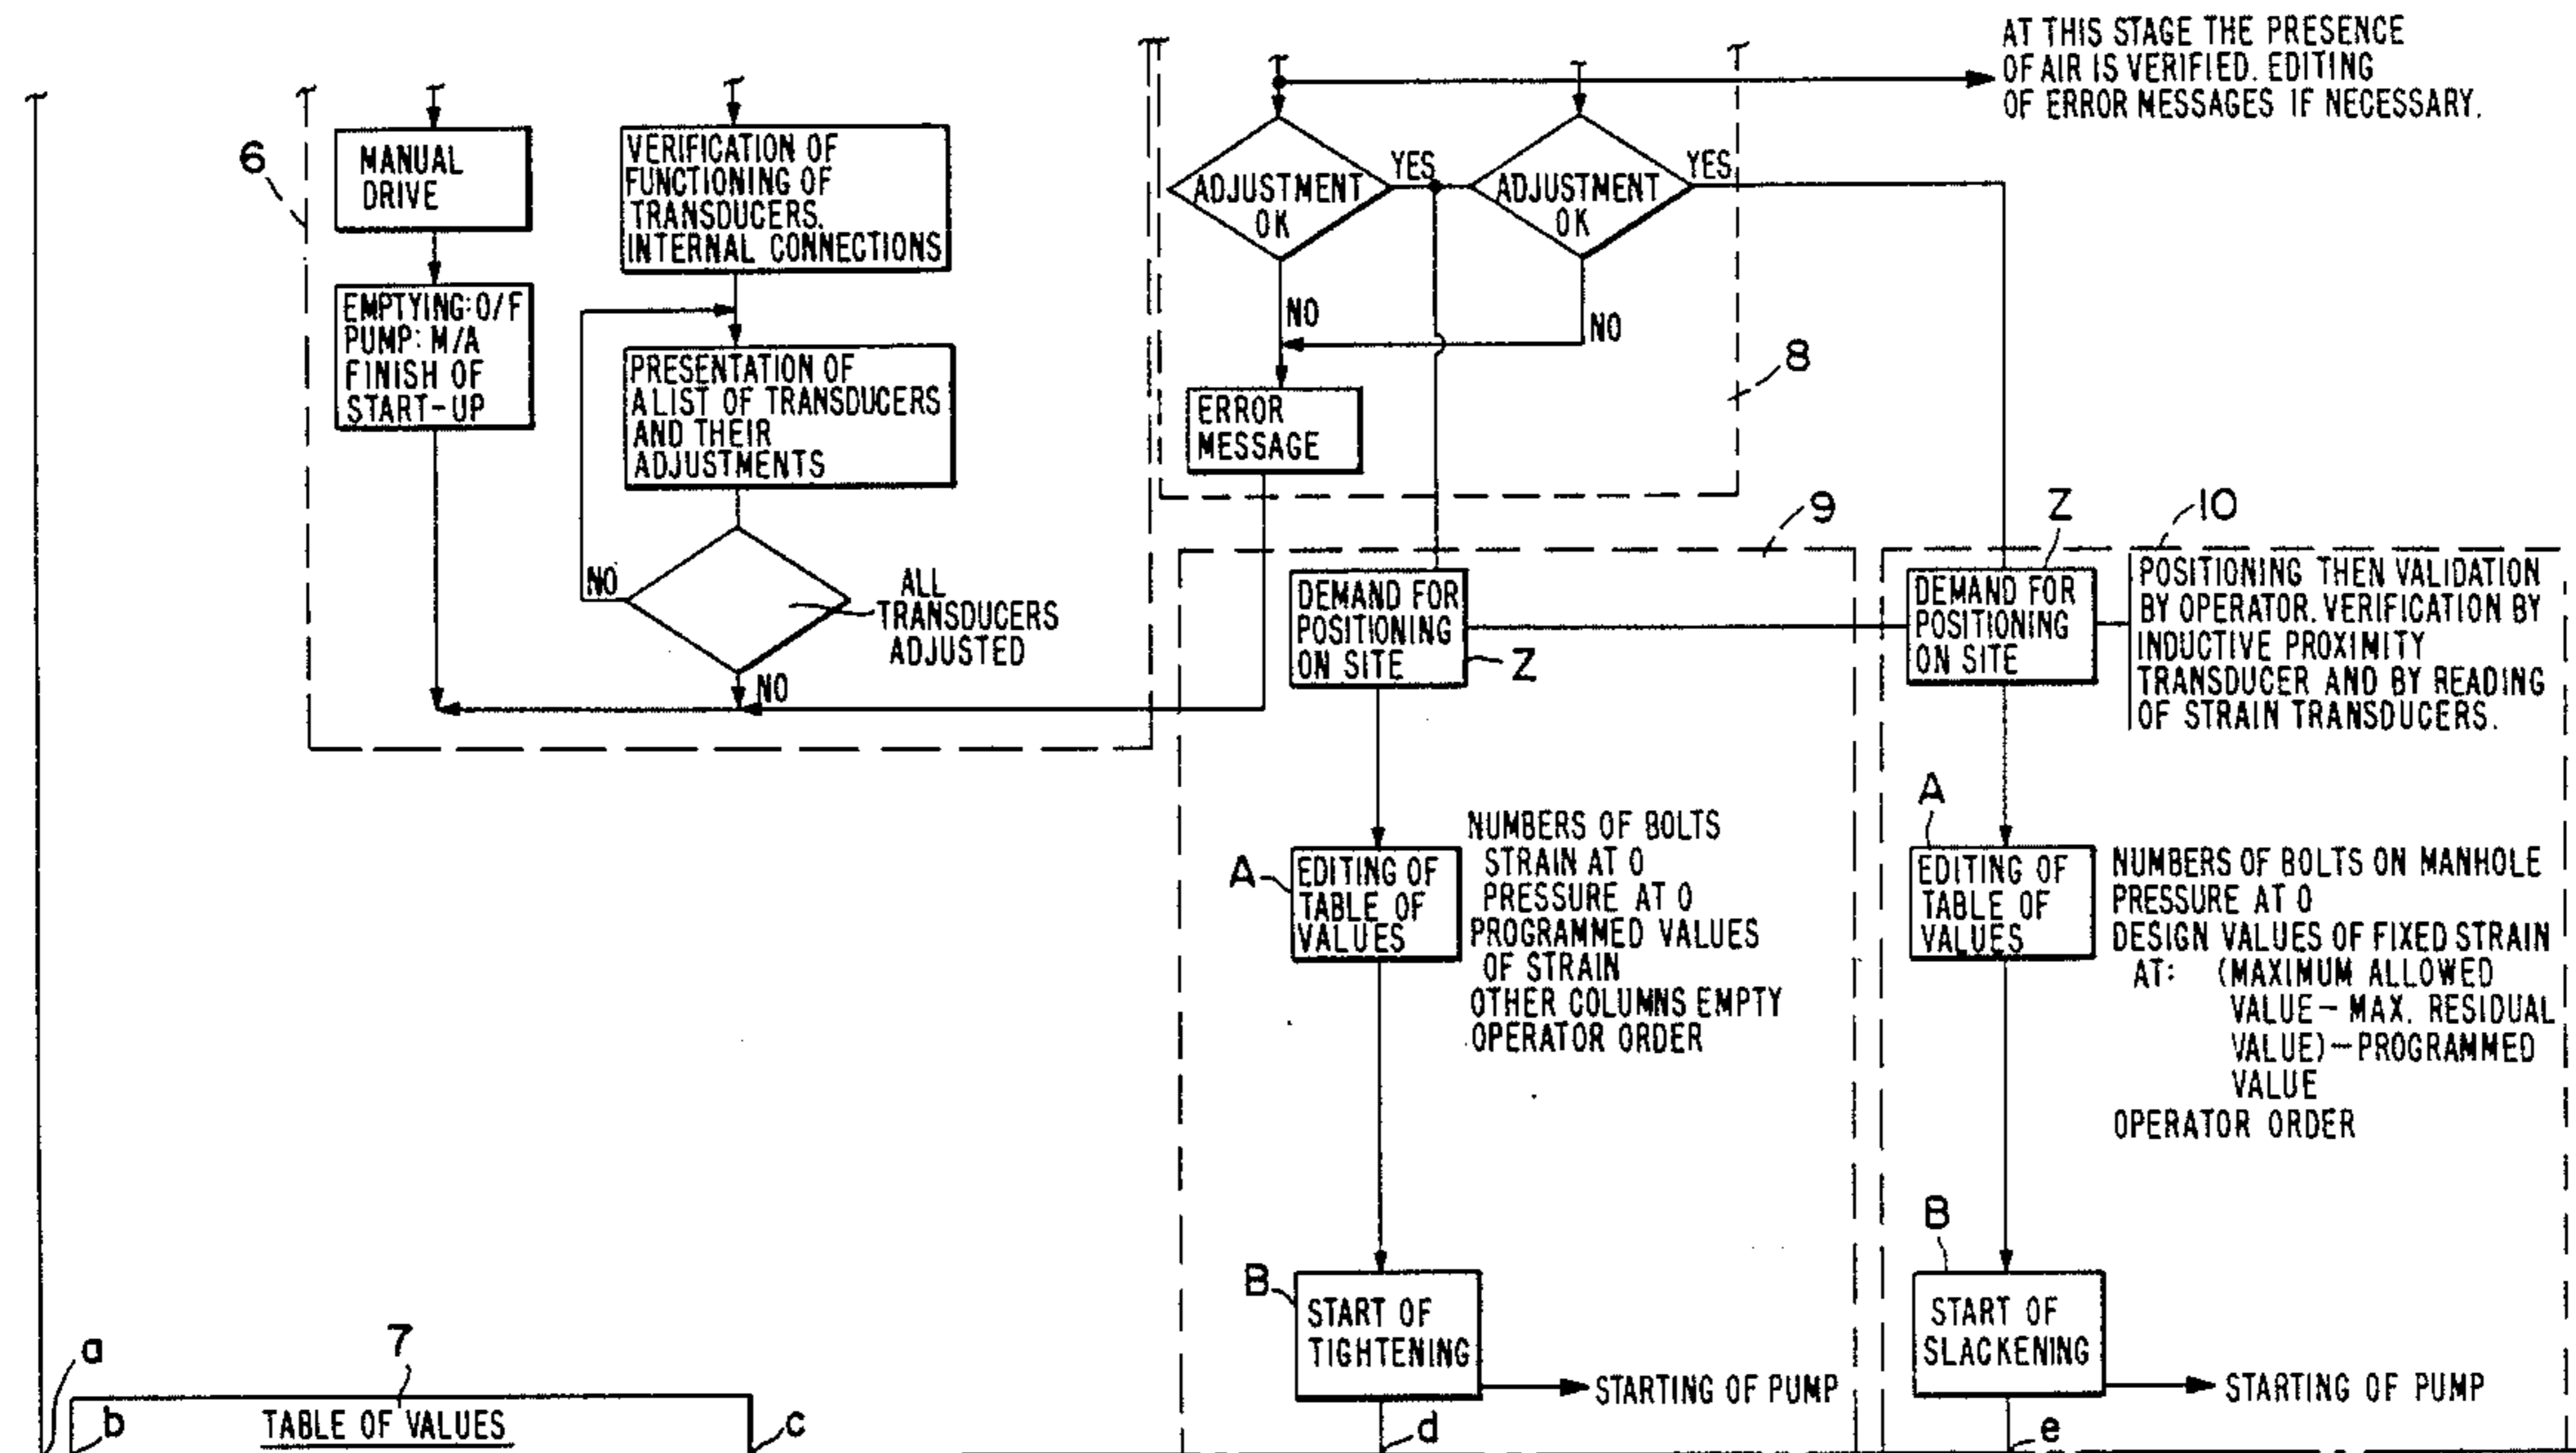 AT THIS STAGE THE PRESENCE
OF AIR IS VERIFIED. EDITING
OF ERROR MESSAGES IF NECESSARY.
6
MANUAL
DRIVE
VERIFICATION OF
FUNCTIONING OF
TRANSDUCERS.
INTERNAL CONNECTIONS
ADJUSTMENT
OK
YES
ADJUSTMENT
OK
YES
EMPTYING: O/F
PUMP: M/A
FINISH OF
START-UP
PRESENTATION OF
A LIST OF TRANSDUCERS
AND THEIR
ADJUSTMENTS
NO
NO
8
ERROR
MESSAGE
NO
ALL
TRANSDUCERS
ADJUSTED
NO
9
DEMAND FOR
POSITIONING
ON SITE
Z
Z
10
DEMAND FOR
POSITIONING
ON SITE
POSITIONING THEN VALIDATION
BY OPERATOR. VERIFICATION BY
INDUCTIVE PROXIMITY
TRANSDUCER AND BY READING
OF STRAIN TRANSDUCERS.
A
EDITING OF
TABLE OF
VALUES
NUMBERS OF BOLTS
STRAIN AT 0
PRESSURE AT 0
PROGRAMMED VALUES
OF STRAIN
OTHER COLUMNS EMPTY
OPERATOR ORDER
A
EDITING OF
TABLE OF
VALUES
NUMBERS OF BOLTS ON MANHOLE
PRESSURE AT 0
DESIGN VALUES OF FIXED STRAIN
AT: (MAXIMUM ALLOWED
VALUE - MAX. RESIDUAL
VALUE) - PROGRAMMED
VALUE
OPERATOR ORDER
B
START OF
TIGHTENING
STARTING OF PUMP
d
B
START OF
SLACKENING
STARTING OF PUMP
e
a
b
7
TABLE OF VALUES
c